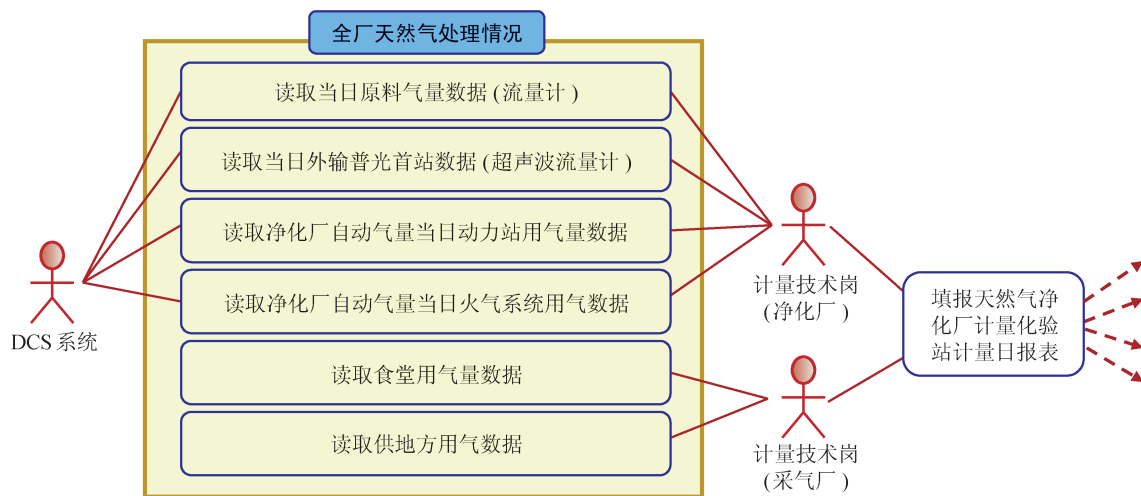 全厂天然气处理情况
读取当日原料气量数据 (流量计 )
读取当日外输普光首站数据 (超声波流量计 )
读取净化厂自动气量当日动力站用气量数据
读取净化厂自动气量当日火气系统用气数据
读取食堂用气量数据
读取供地方用气数据
DCS 系统
计量技术岗
(净化厂 )
计量技术岗
(采气厂 )
填报天然气净
化厂计量化验
站计量日报表